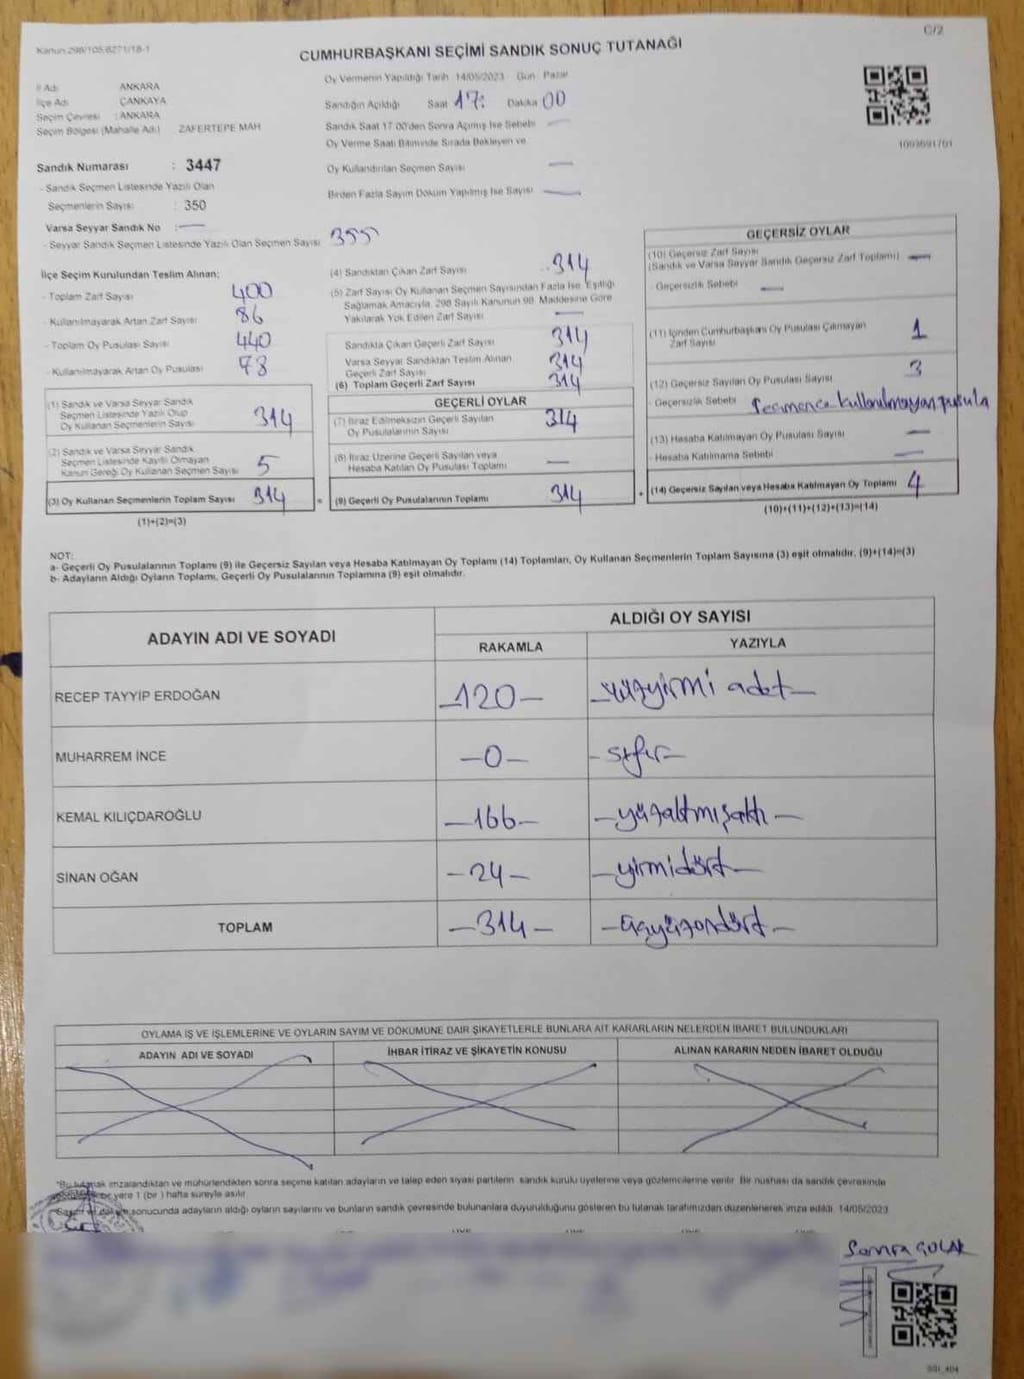 Kanun 298/105,6271/18-1
C/2
CUMHURBAŞKANI SEÇİMİ SANDIK SONUÇ TUTANAĞI
İl Adı ANKARA
İlçe Adı ÇANKAYA
Seçim Çevresi : ANKARA
Seçim Bölgesi (Mahalle Adı) ZAFERTEPE MAH
Sandık Numarası : 3447
- Sandık Seçmen Listesinde Yazılı Olan
Seçmenlerin Sayısı : 350
Varsa Seyyar Sandık No : —
- Seyyar Sandık Seçmen Listesinde Yazılı Olan Seçmen Sayısı 355
Oy Vermenin Yapıldığı Tarih 14/05/2023 Gün Pazar
Sandığın Açıldığı Saat 17: Dakika 00
Sandık Saat 17.00'den Sonra Açılmış İse Sebebi —
Oy Verme Saati Bitiminde Sırada Bekleyen ve
Oy Kullandırılan Seçmen Sayısı —
Birden Fazla Sayım Döküm Yapılmış İse Sayısı —
1093691701
İlçe Seçim Kurulundan Teslim Alınan;
- Toplam Zarf Sayısı 400
- Kullanılmayarak Artan Zarf Sayısı 86
- Toplam Oy Pusulası Sayısı 440
- Kullanılmayarak Artan Oy Pusulası 78
(1) Sandık ve Varsa Seyyar Sandık
Seçmen Listesinde Yazılı Olup
Oy Kullanan Seçmenlerin Sayısı 314
(2) Sandık ve Varsa Seyyar Sandık
Seçmen Listesinde Kayıtlı Olmayan
Kanun Gereği Oy Kullanan Seçmen Sayısı 5
(3) Oy Kullanan Seçmenlerin Toplam Sayısı 314
(1)+(2)=(3)
(4) Sandıktan Çıkan Zarf Sayısı 314
(5) Zarf Sayısı Oy Kullanan Seçmen Sayısından Fazla İse, Eşitliği
Sağlamak Amacıyla, 298 Sayılı Kanunun 98. Maddesine Göre
Yakılarak Yok Edilen Zarf Sayısı —
Sandıkta Çıkan Geçerli Zarf Sayısı 314
Varsa Seyyar Sandıktan Teslim Alınan
Geçerli Zarf Sayısı 314
(6) Toplam Geçerli Zarf Sayısı 314
GEÇERLİ OYLAR
(7) İtiraz Edilmeksizin Geçerli Sayılan
Oy Pusulalarının Sayısı 314
(8) İtiraz Üzerine Geçerli Sayılan veya
Hesaba Katılan Oy Pusulası Toplamı —
= (9) Geçerli Oy Pusulalarının Toplamı 314 +
GEÇERSİZ OYLAR
(10) Geçersiz Zarf Sayısı
(Sandık ve Varsa Seyyar Sandık Geçersiz Zarf Toplamı) —
- Geçersizlik Sebebi —
(11) İçinden Cumhurbaşkanı Oy Pusulası Çıkmayan
Zarf Sayısı 1
(12) Geçersiz Sayılan Oy Pusulası Sayısı 3
- Geçersizlik Sebebi Seçmence kullanılmayan pusula
(13) Hesaba Katılmayan Oy Pusulası Sayısı —
- Hesaba Katılmama Sebebi —
(14) Geçersiz Sayılan veya Hesaba Katılmayan Oy Toplamı 4
(10)+(11)+(12)+(13)=(14)
NOT:
a- Geçerli Oy Pusulalarının Toplamı (9) ile Geçersiz Sayılan veya Hesaba Katılmayan Oy Toplamı (14) Toplamları, Oy Kullanan Seçmenlerin Toplam Sayısına (3) eşit olmalıdır. (9)+(14)=(3)
b- Adayların Aldığı Oyların Toplamı, Geçerli Oy Pusulalarının Toplamına (9) eşit olmalıdır.
ADAYIN ADI VE SOYADI
ALDIĞI OY SAYISI
RAKAMLA YAZIYLA
RECEP TAYYİP ERDOĞAN —120— —yüzyirmi adet—
MUHARREM İNCE —0— —sıfır—
KEMAL KILIÇDAROĞLU —166— —yüzaltmışaltı—
SİNAN OĞAN —24— —yirmidört—
TOPLAM —314— —üçyüzondört—
OYLAMA İŞ VE İŞLEMLERİNE VE OYLARIN SAYIM VE DÖKÜMÜNE DAİR ŞİKAYETLERLE BUNLARA AİT KARARLARIN NELERDEN İBARET BULUNDUKLARI
ADAYIN ADI VE SOYADI İHBAR İTİRAZ VE ŞİKAYETİN KONUSU ALINAN KARARIN NEDEN İBARET OLDUĞU
*Bu tutanak imzalandıktan ve mühürlendikten sonra seçime katılan adayların ve talep eden siyasi partilerin sandık kurulu üyelerine veya gözlemcilerine verilir. Bir nüshası da sandık çevresinde
bir yere 1 (bir) hafta süreyle asılır.
sonucunda adayların aldığı oyların sayılarını ve bunların sandık çevresinde bulunanlara duyurulduğunu gösteren bu tutanak tarafımızdan düzenlenerek imza edildi. 14/05/2023
Semra